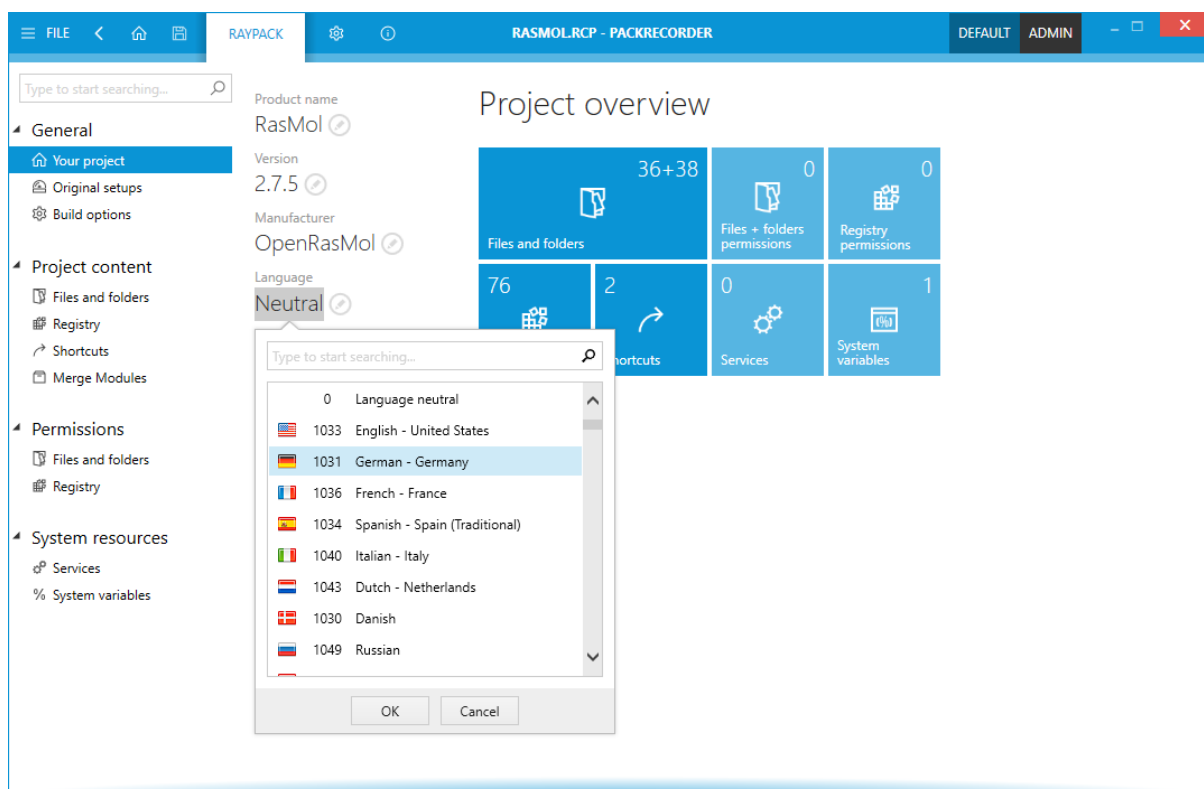 FILE
RAYPACK
RASMOL.RCP - PACKRECORDER
DEFAULT
ADMIN
Type to start searching...
General
Your project
Original setups
Build options
Project content
Files and folders
Registry
Shortcuts
Merge Modules
Permissions
Files and folders
Registry
System resources
Services
% System variables
Product name
RasMol
Version
2.7.5
Manufacturer
OpenRasMol
Language
Neutral
Type to start searching...
0 Language neutral
1033 English - United States
1031 German - Germany
1036 French - France
1034 Spanish - Spain (Traditional)
1040 Italian - Italy
1043 Dutch - Netherlands
1030 Danish
1049 Russian
OK
Cancel
Project overview
36+38
Files and folders
0
Files + folders
permissions
0
Registry
permissions
76
2
0
Services
1
(%)
System
variables